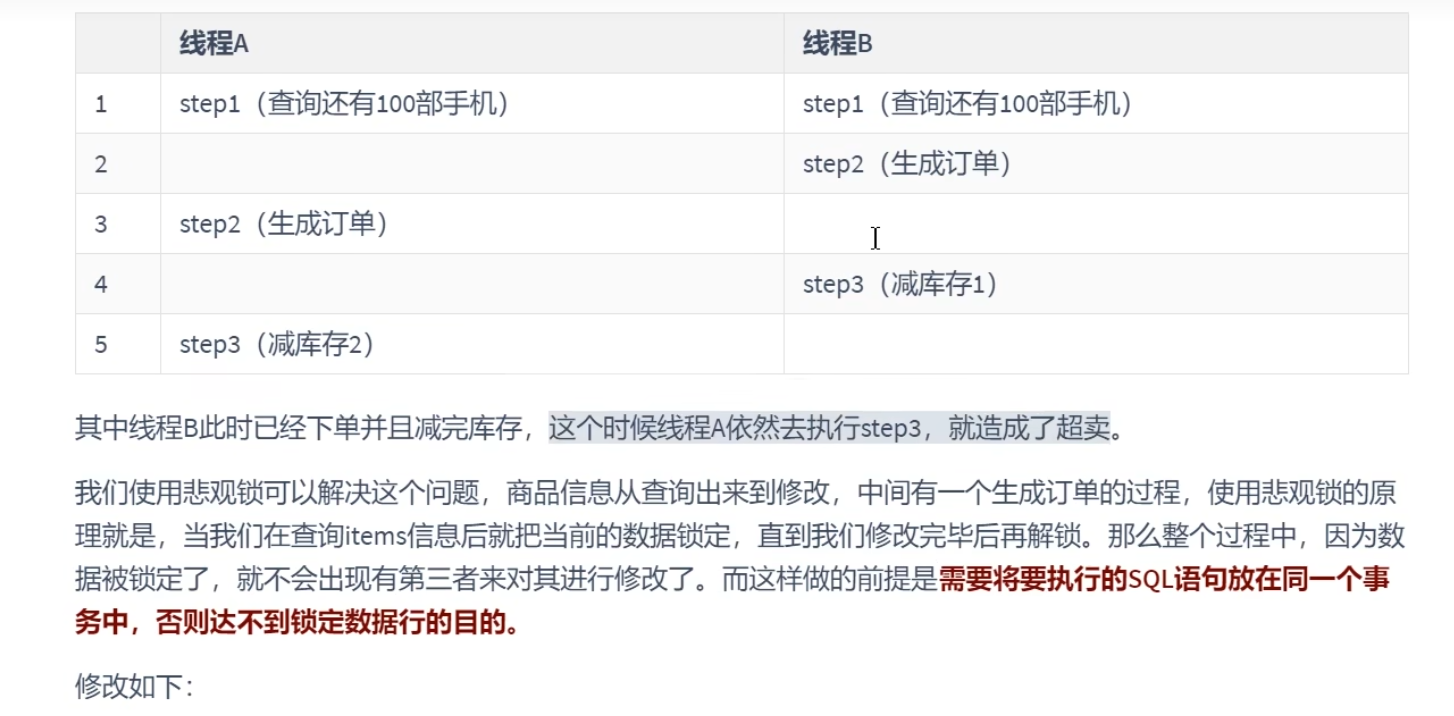 线程A 线程B
1 step1（查询还有100部手机） step1（查询还有100部手机）
2 step2（生成订单）
3 step2（生成订单）
4 step3（减库存1）
5 step3（减库存2）
其中线程B此时已经下单并且减完库存，这个时候线程A依然去执行step3，就造成了超卖。
我们使用悲观锁可以解决这个问题，商品信息从查询出来到修改，中间有一个生成订单的过程，使用悲观锁的原
理就是，当我们在查询items信息后就把当前的数据锁定，直到我们修改完毕后再解锁。那么整个过程中，因为数
据被锁定了，就不会出现有第三者来对其进行修改了。而这样做的前提是需要将要执行的SQL语句放在同一个事
务中，否则达不到锁定数据行的目的。
修改如下：